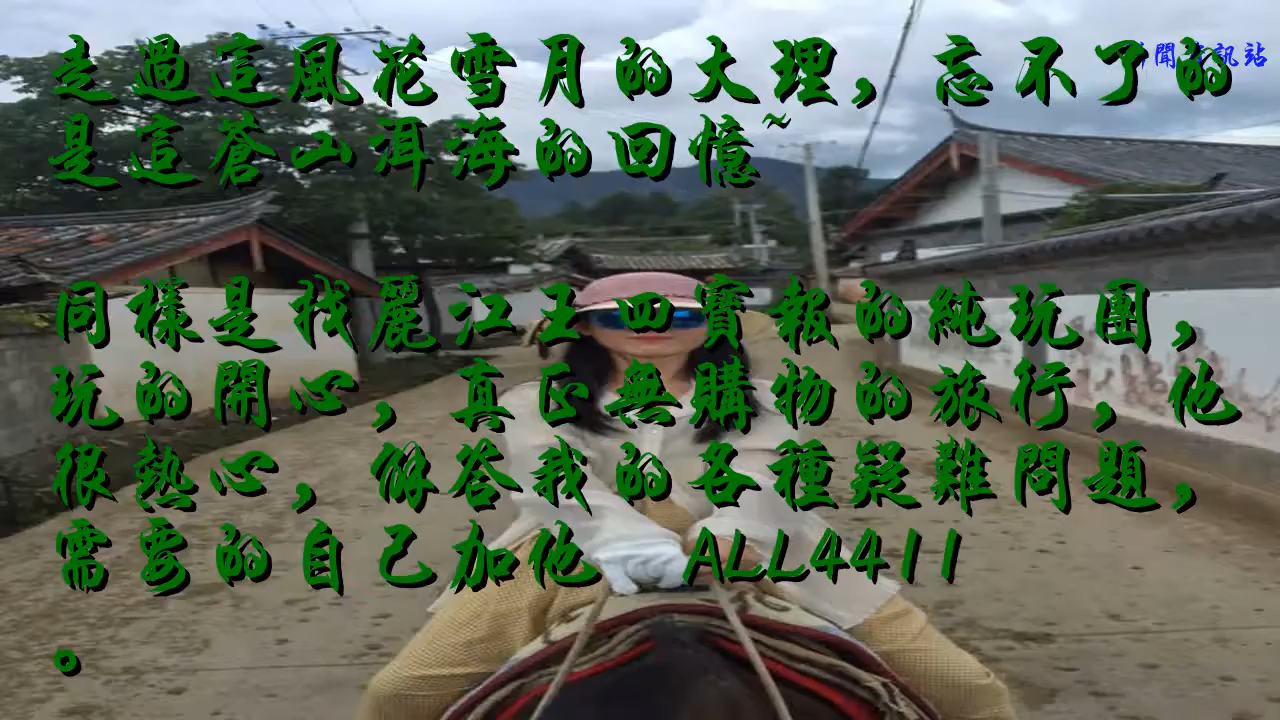 走過這風花雪月的大理，忘不了的
是這蒼山洱海的回憶~
同樣是找麗江王四寶報的純玩團，
玩的開心，真正無購物的旅行，他
很熱心，解答我的各種疑難問題，
需要的自己加他 ALL4411
。
聞 訊站